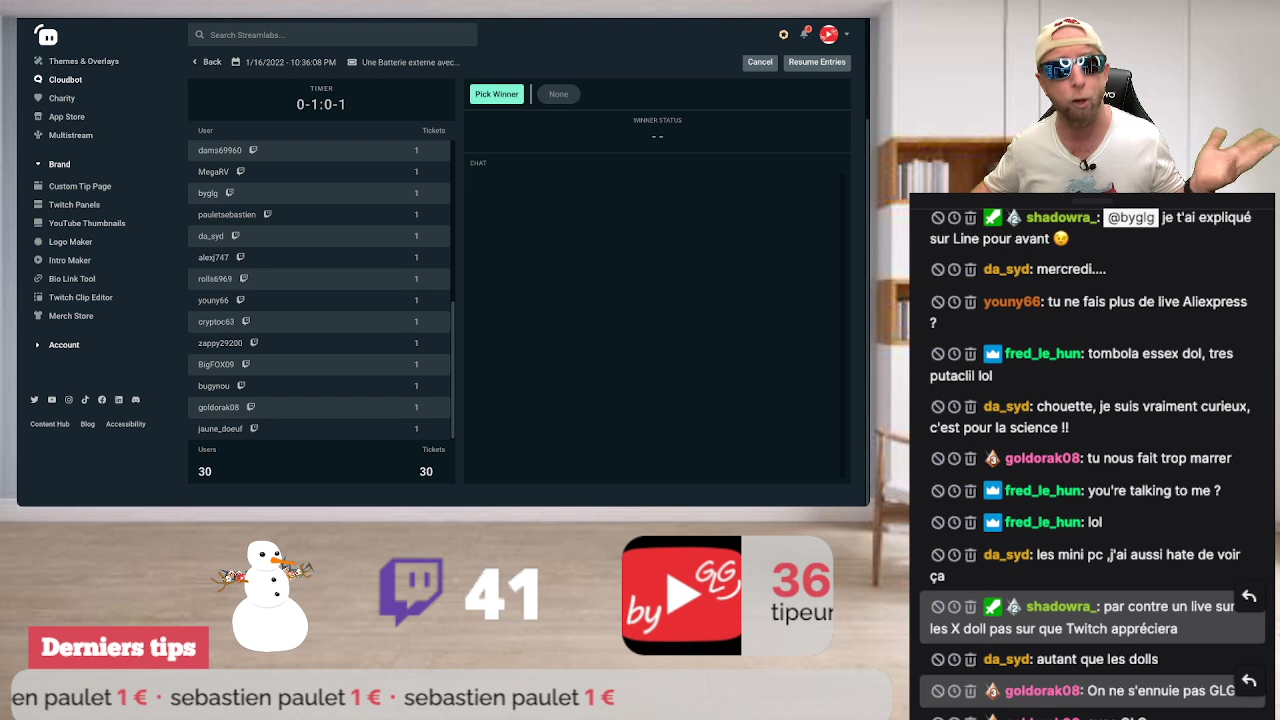 Search Streamlabs...
Themes & Overlays
Cloudbot
Charity
App Store
Multistream
Brand
Custom Tip Page
Twitch Panels
YouTube Thumbnails
Logo Maker
Intro Maker
Bio Link Tool
Twitch Clip Editor
Merch Store
Account
Content Hub Blog Accessibility
Back 1/16/2022 - 10:36:08 PM Une Batterie externe avec...
Cancel Resume Entries
TIMER
0-1:0-1
User Tickets
dams69960 1
MegaRV 1
byglg 1
pauletsebastien 1
da_syd 1
alexj747 1
rolls6969 1
youny66 1
cryptoc63 1
zappy29200 1
BigFOX09 1
bugynou 1
goldorak08 1
jaune_doeuf 1
Users Tickets
30 30
Pick Winner None
WINNER STATUS
--
CHAT
shadowra_: @byglg je t'ai expliqué
sur Line pour avant 😉
da_syd: mercredi....
youny66: tu ne fais plus de live Aliexpress
?
fred_le_hun: tombola essex dol, tres
putaclil lol
da_syd: chouette, je suis vraiment curieux,
c'est pour la science !!
goldorak08: tu nous fait trop marrer
fred_le_hun: you're talking to me ?
fred_le_hun: lol
da_syd: les mini pc ,j'ai aussi hate de voir
ça
shadowra_: par contre un live sur
les X doll pas sur que Twitch appréciera
da_syd: autant que les dolls
goldorak08: On ne s'ennuie pas GLG
41
by GLG
36
tipeur
Derniers tips
en paulet 1 € · sebastien paulet 1 € · sebastien paulet 1 €